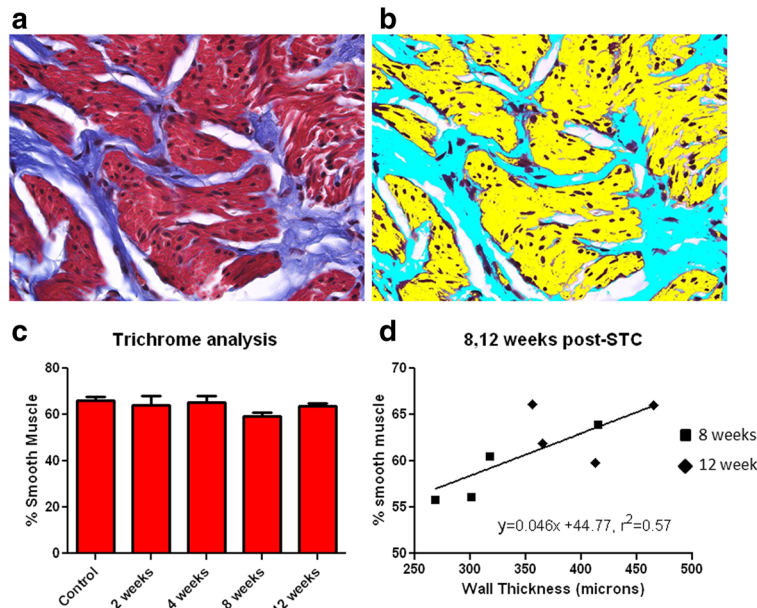 a
b
c
Trichrome analysis
% Smooth Muscle
80
60
40
20
0
Control
2 weeks
4 weeks
8 weeks
12 weeks
d
8,12 weeks post-STC
% smooth muscle
70
65
60
55
50
y=0.046x +44.77, r²=0.57
250
300
350
400
450
500
Wall Thickness (microns)
8 weeks
12 week